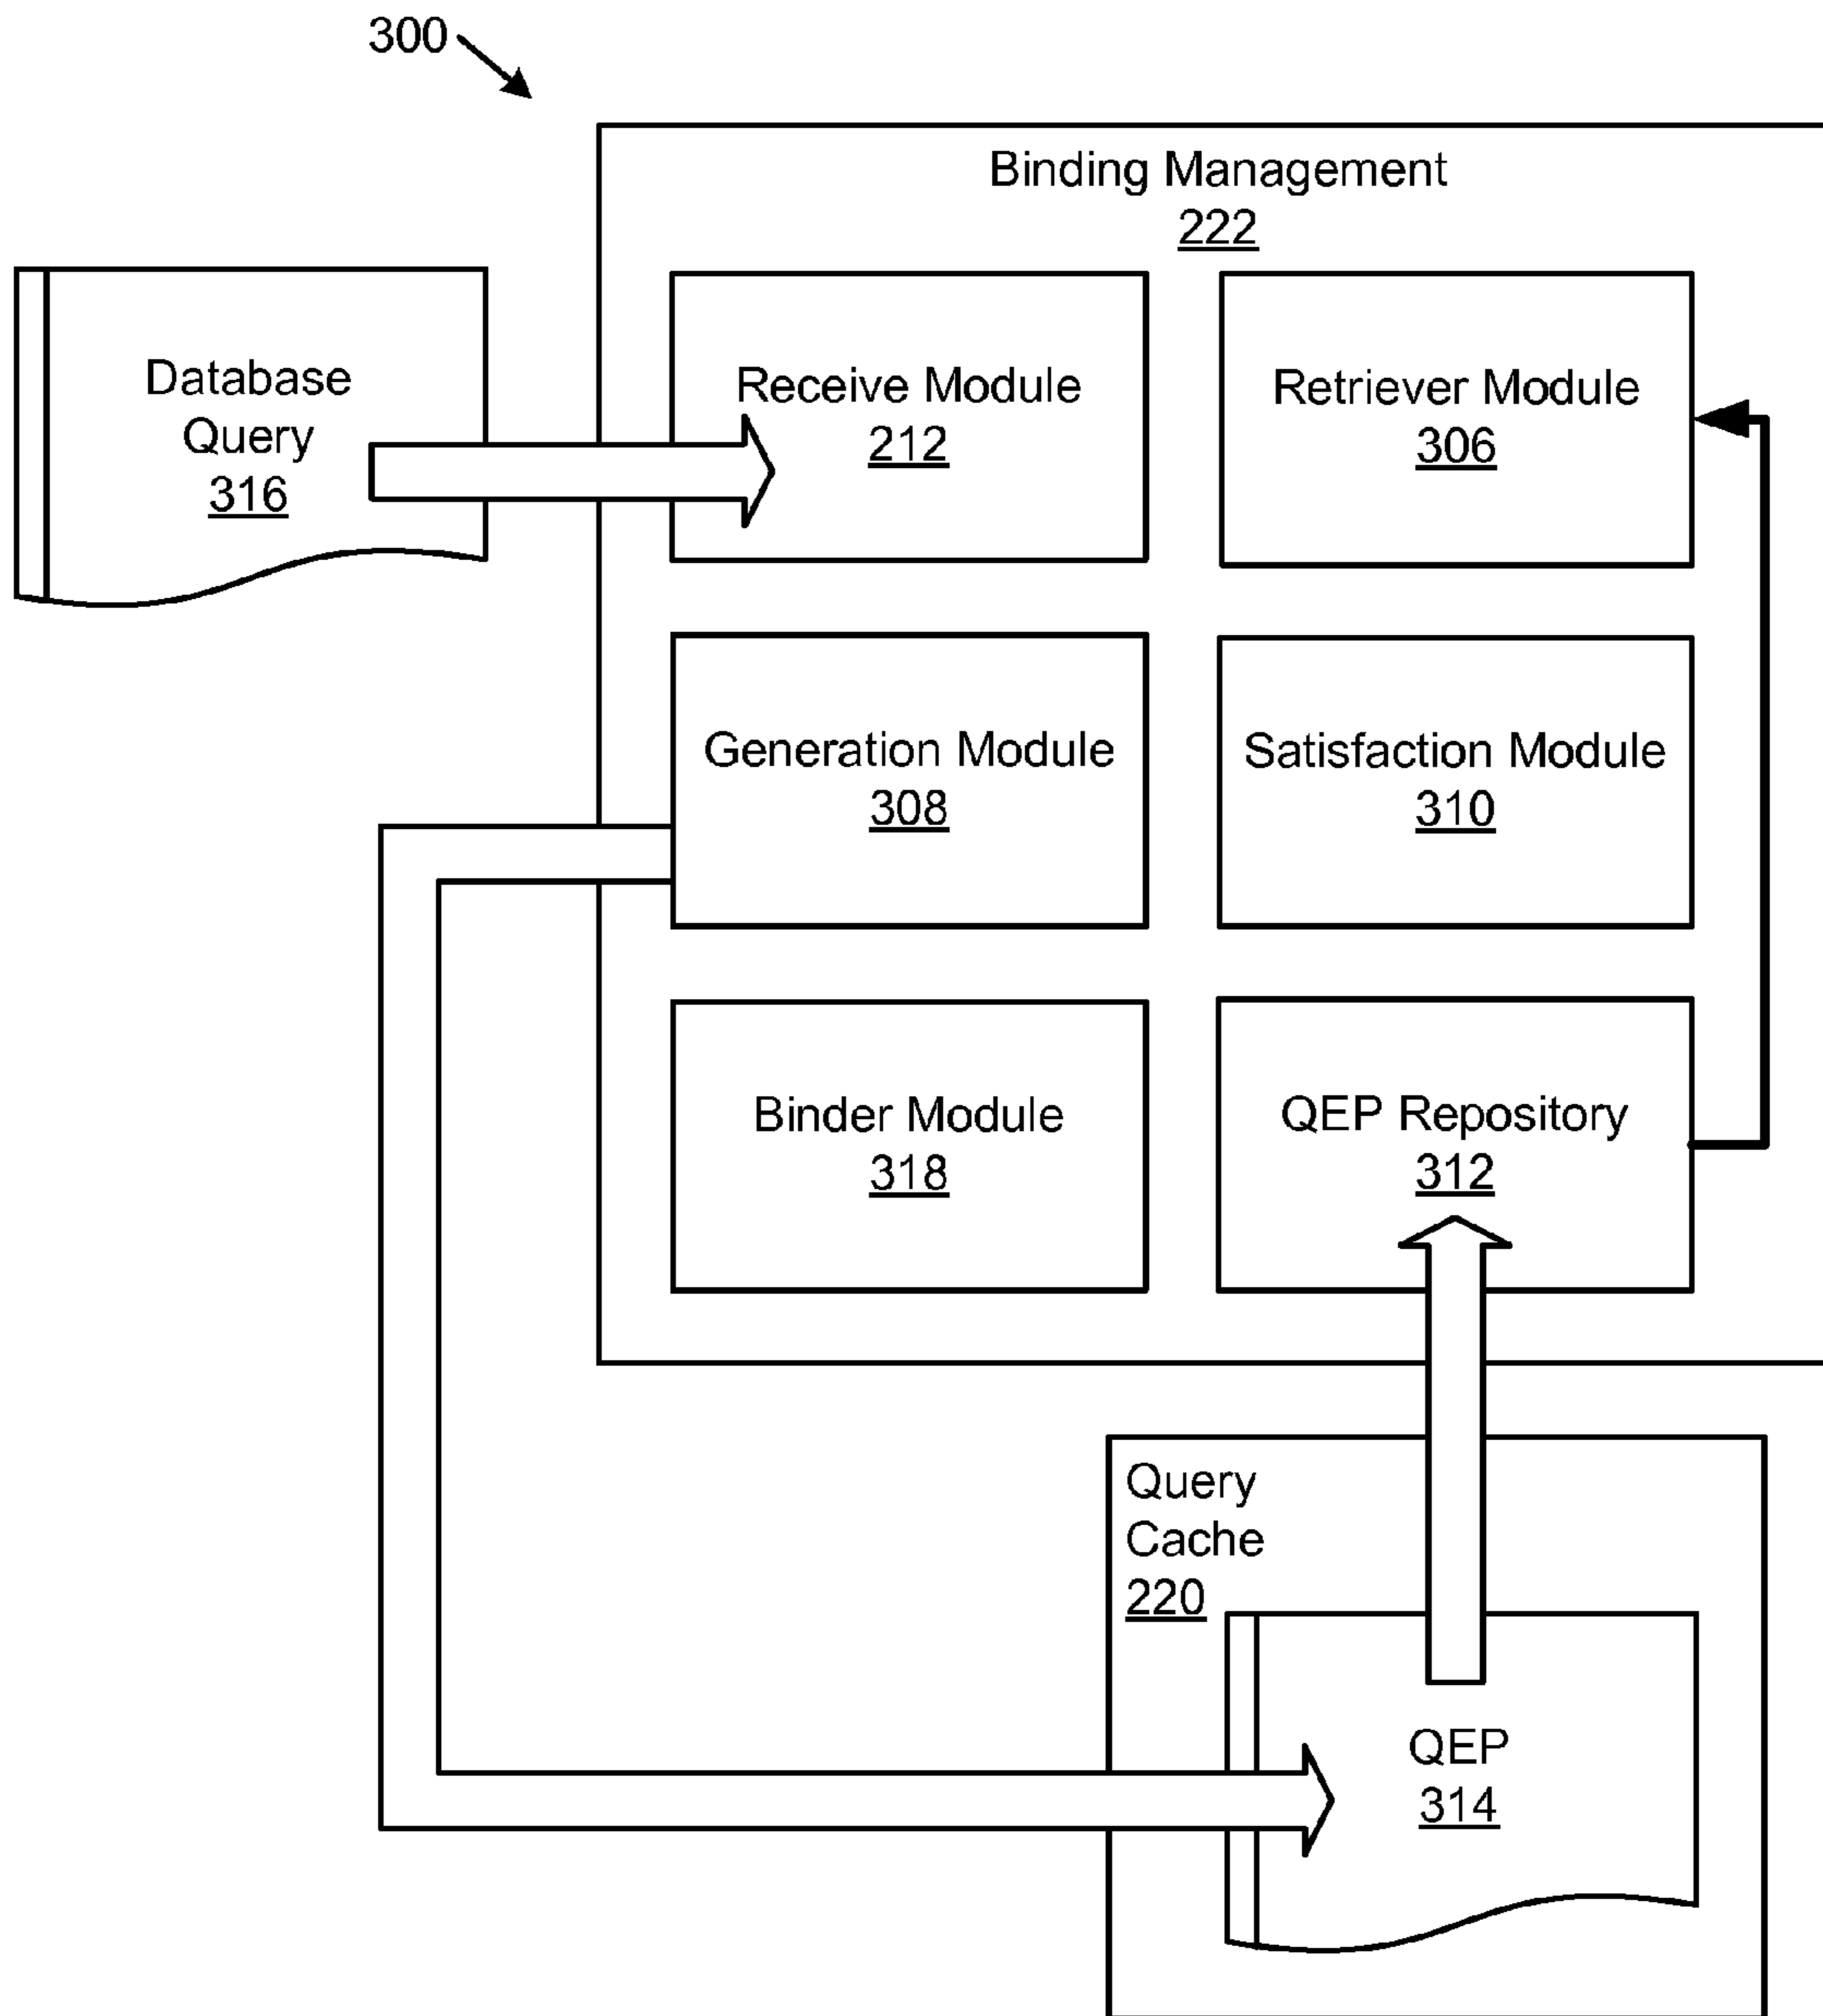 300
Binding Management
222
Database
Query
316
Receive Module
212
Retriever Module
306
Generation Module
308
Satisfaction Module
310
Binder Module
318
QEP Repository
312
Query
Cache
220
QEP
314